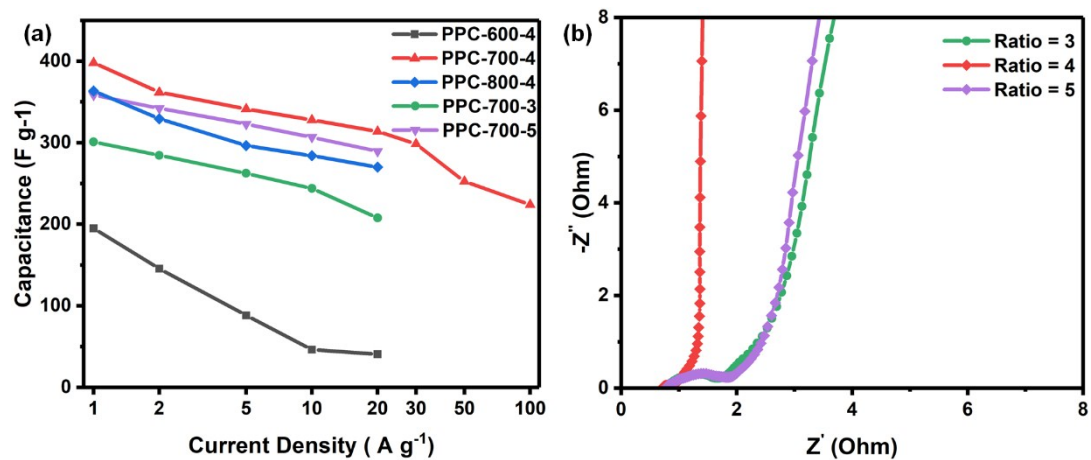 (a)
PPC-600-4
PPC-700-4
PPC-800-4
PPC-700-3
PPC-700-5
Capacitance (F g-1)
400
300
200
100
0
1 2 5 10 20 30 50 100
Current Density ( A g⁻¹)
(b)
Ratio = 3
Ratio = 4
Ratio = 5
-Z'' (Ohm)
8
6
4
2
0
0 2 4 6 8
Z' (Ohm)